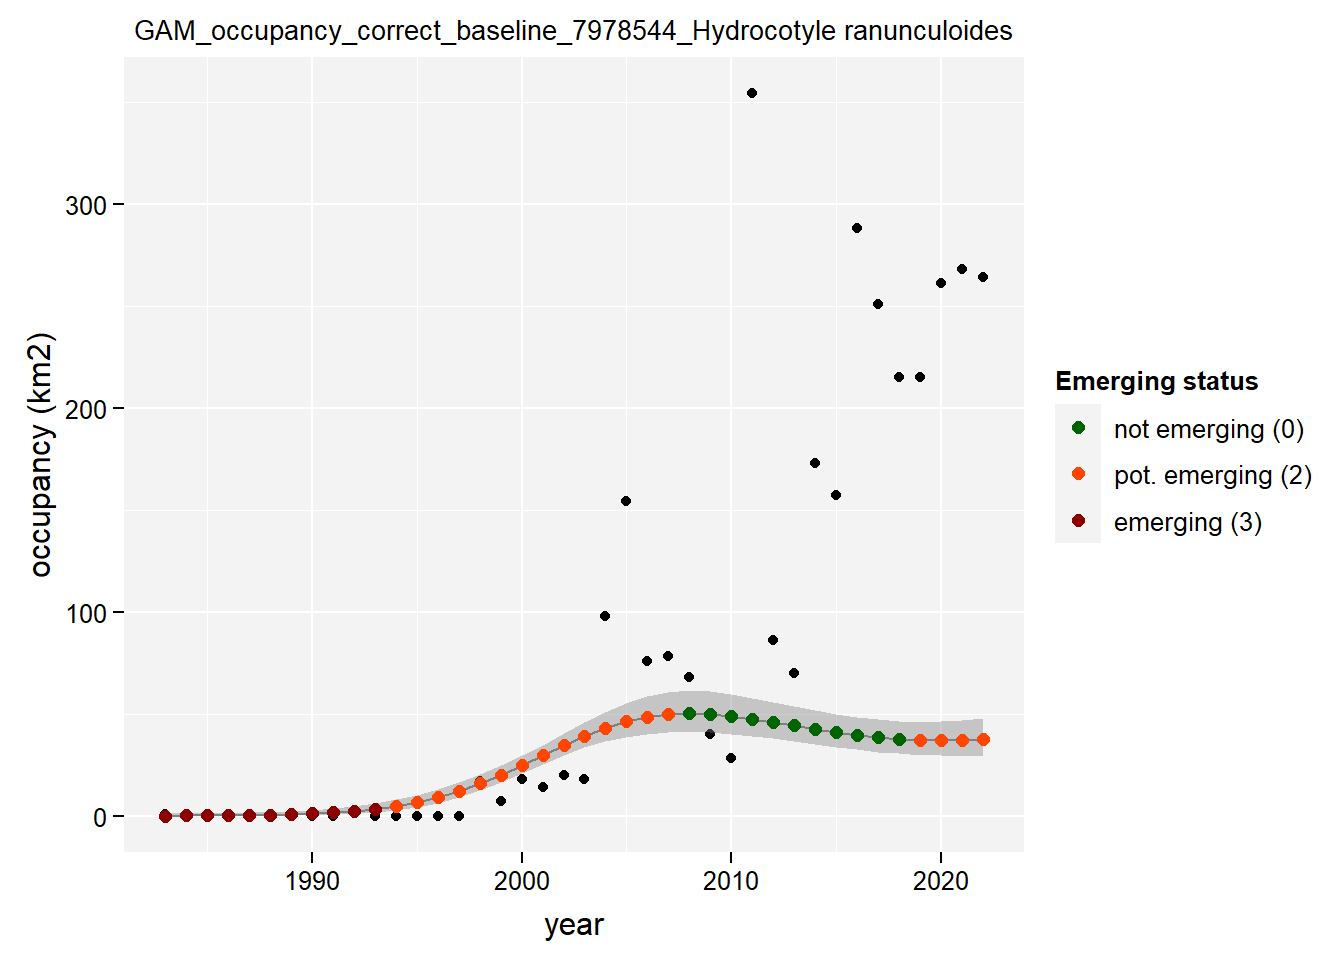 GAM_occupancy_correct_baseline_7978544_Hydrocotyle ranunculoides
300
200
100
0
occupancy (km2)
1990 2000 2010 2020
year
Emerging status
not emerging (0)
pot. emerging (2)
emerging (3)